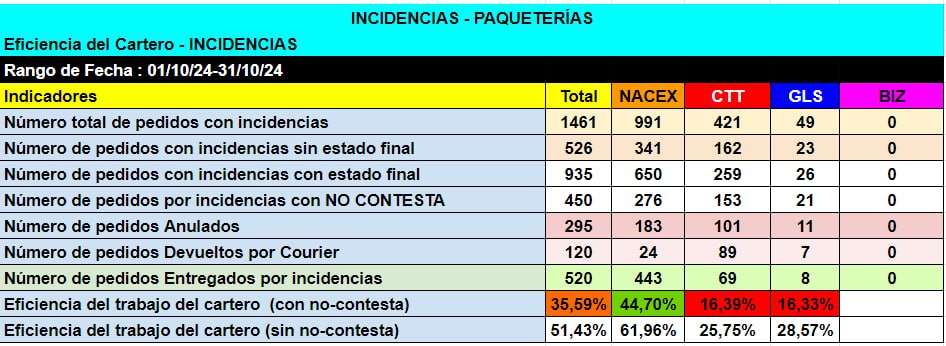 INCIDENCIAS - PAQUETERÍAS
Eficiencia del Cartero - INCIDENCIAS
Rango de Fecha : 01/10/24-31/10/24
Indicadores Total NACEX CTT GLS BIZ
Número total de pedidos con incidencias 1461 991 421 49 0
Número de pedidos con incidencias sin estado final 526 341 162 23 0
Número de pedidos con incidencias con estado final 935 650 259 26 0
Número de pedidos por incidencias con NO CONTESTA 450 276 153 21 0
Número de pedidos Anulados 295 183 101 11 0
Número de pedidos Devueltos por Courier 120 24 89 7 0
Número de pedidos Entregados por incidencias 520 443 69 8 0
Eficiencia del trabajo del cartero (con no-contesta) 35,59% 44,70% 16,39% 16,33%
Eficiencia del trabajo del cartero (sin no-contesta) 51,43% 61,96% 25,75% 28,57%